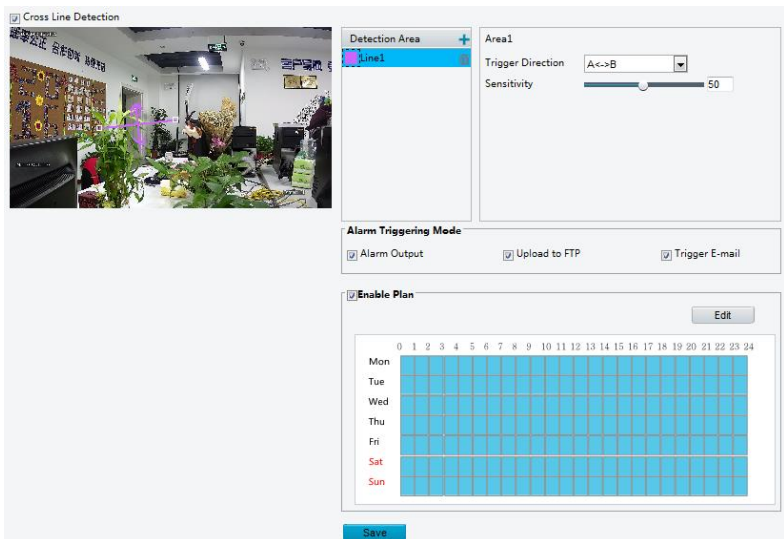 Cross Line Detection
Detection Area
Line1
Area1
Trigger Direction A<->B
Sensitivity 50
Alarm Triggering Mode
Alarm Output Upload to FTP Trigger E-mail
Enable Plan
Edit
0 1 2 3 4 5 6 7 8 9 10 11 12 13 14 15 16 17 18 19 20 21 22 23 24
Mon
Tue
Wed
Thu
Fri
Sat
Sun
Save